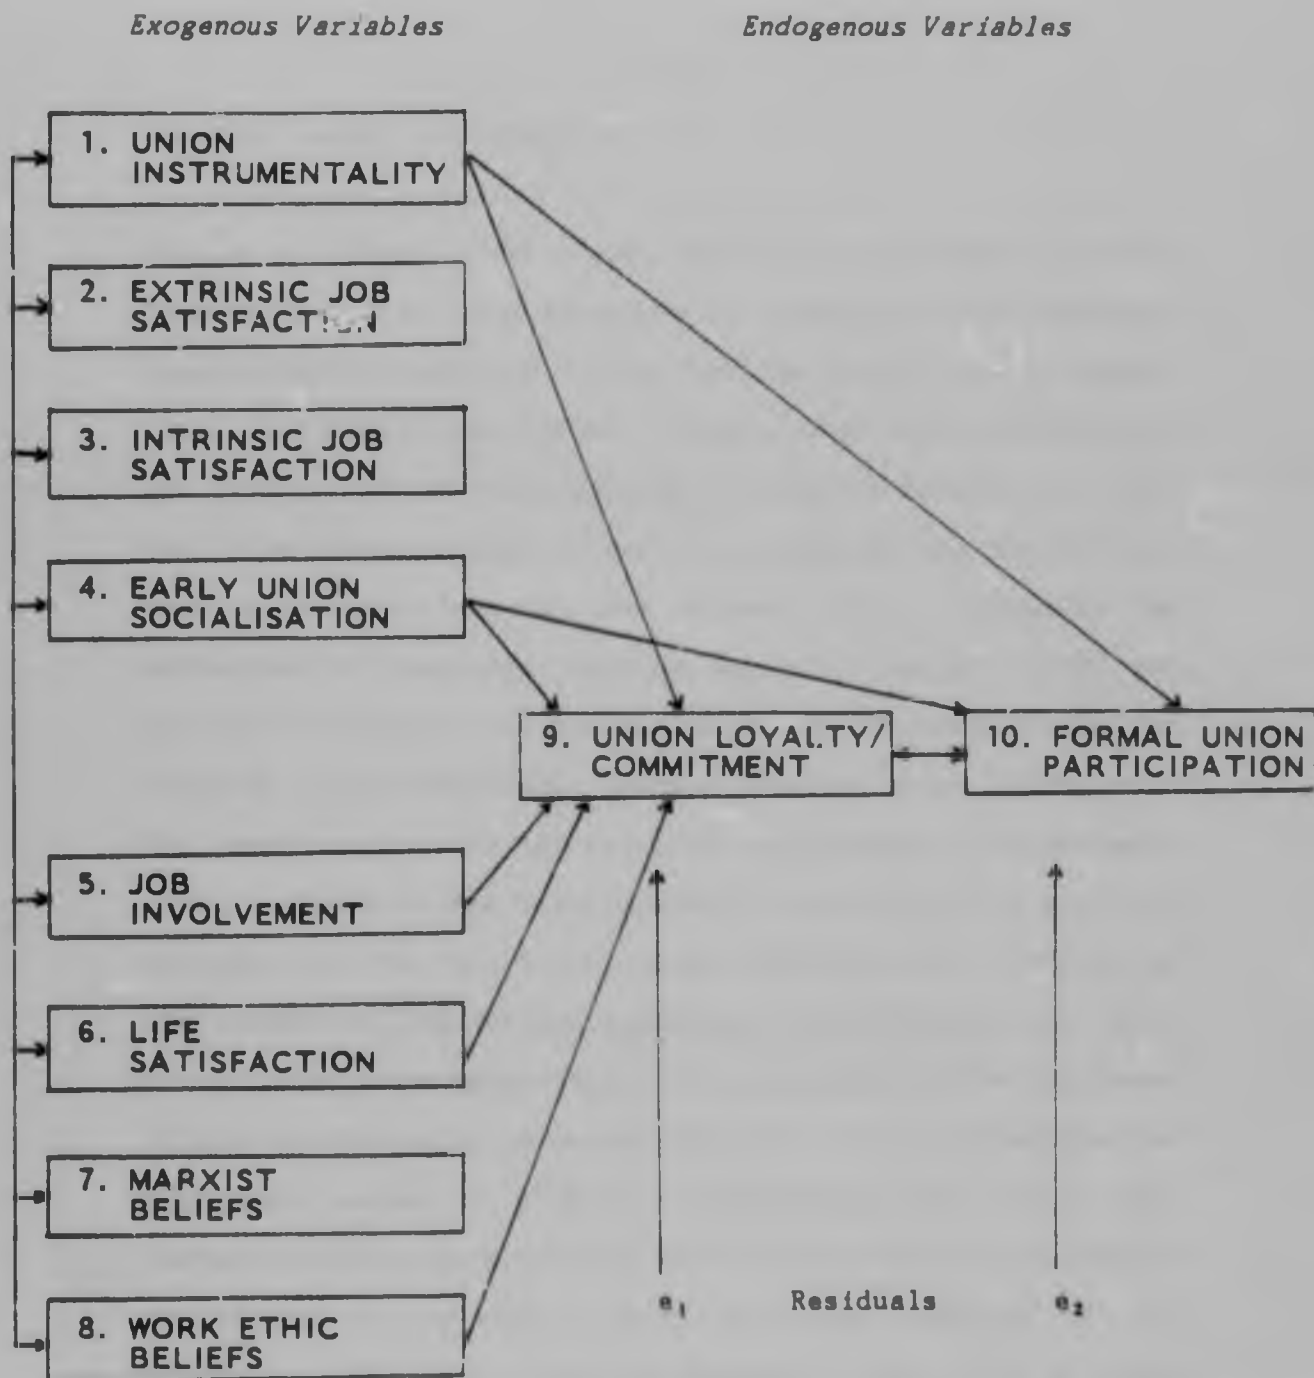 Exogenous Variables
Endogenous Variables
1. UNION
INSTRUMENTALITY
2. EXTRINSIC JOB
SATISFACTION
3. INTRINSIC JOB
SATISFACTION
4. EARLY UNION
SOCIALISATION
9. UNION LOYALTY/
COMMITMENT
10. FORMAL UNION
PARTICIPATION
5. JOB
INVOLVEMENT
6. LIFE
SATISFACTION
7. MARXIST
BELIEFS
8. WORK ETHIC
BELIEFS
e₁ Residuals e₂